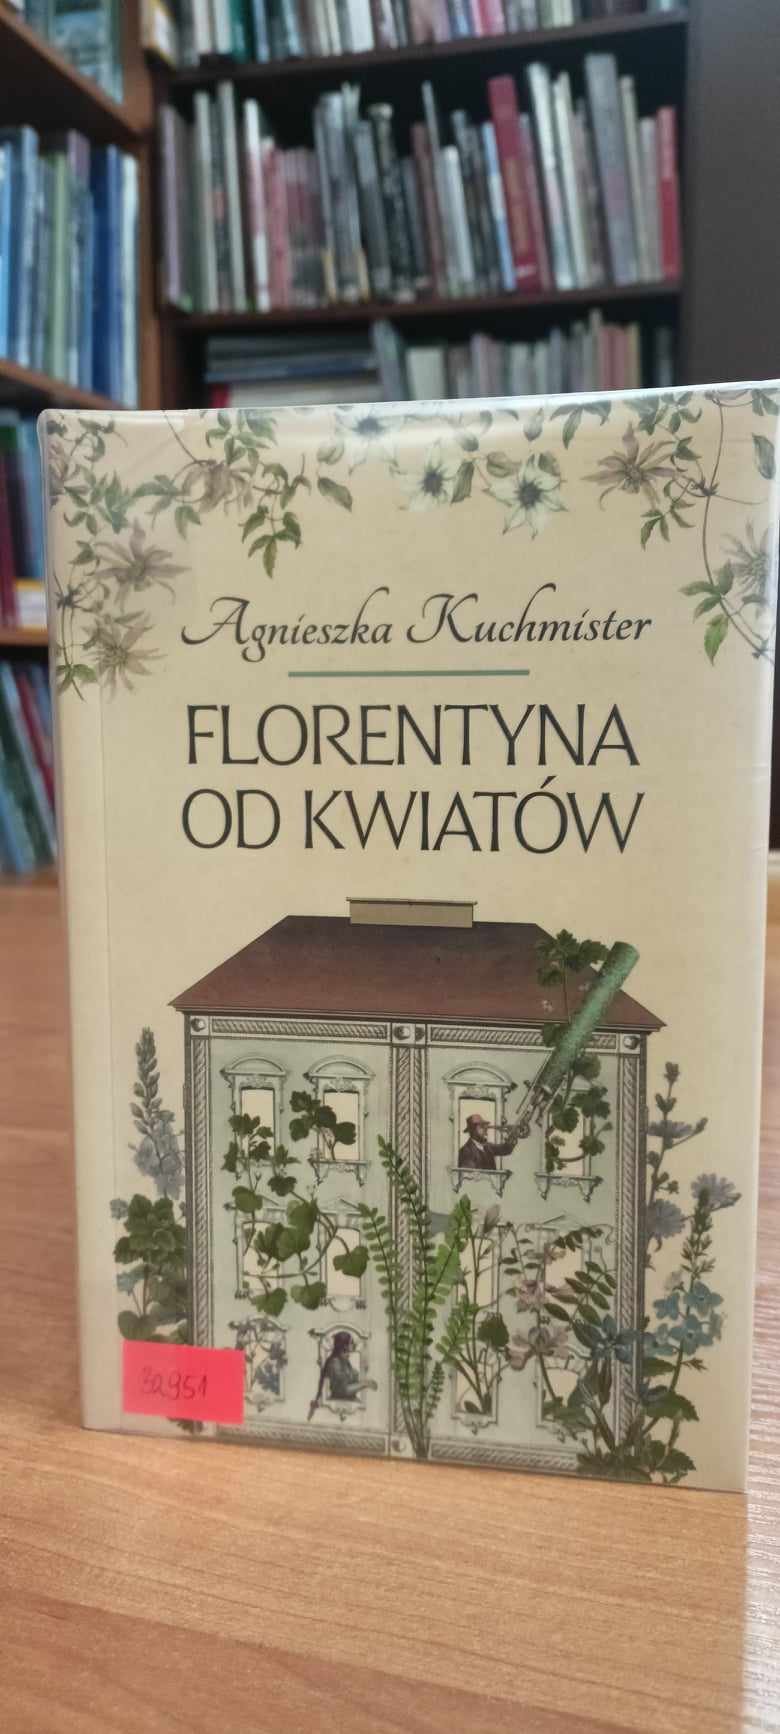 Agnieszka Kuchmister
FLORENTYNA
OD KWIATÓW
32951